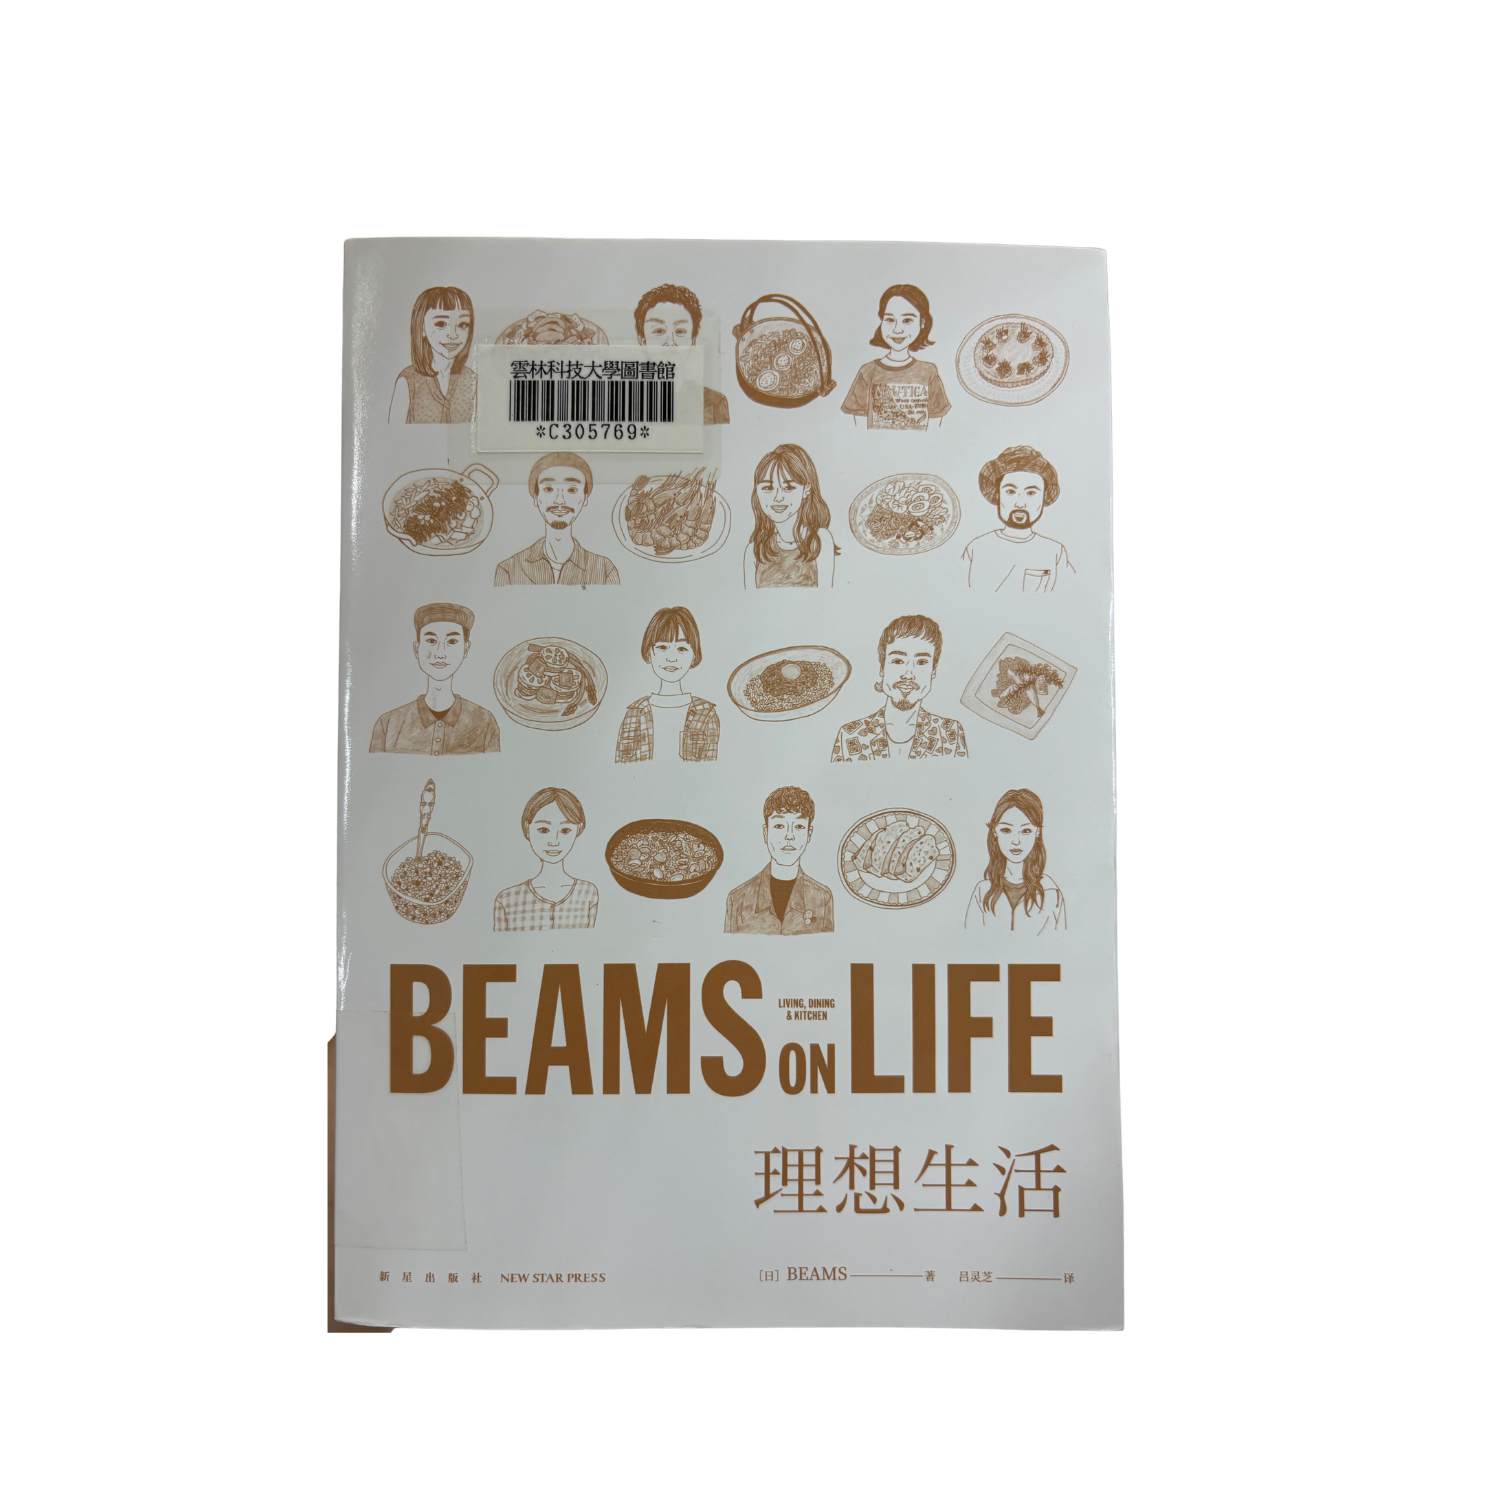 雲林科技大學圖書館
*C305769*
NAUTICA
BEAMS ON LIFE
LIVING, DINING
& KITCHEN
理想生活
新星出版社 NEW STAR PRESS
[日] BEAMS——著 吕灵芝——译